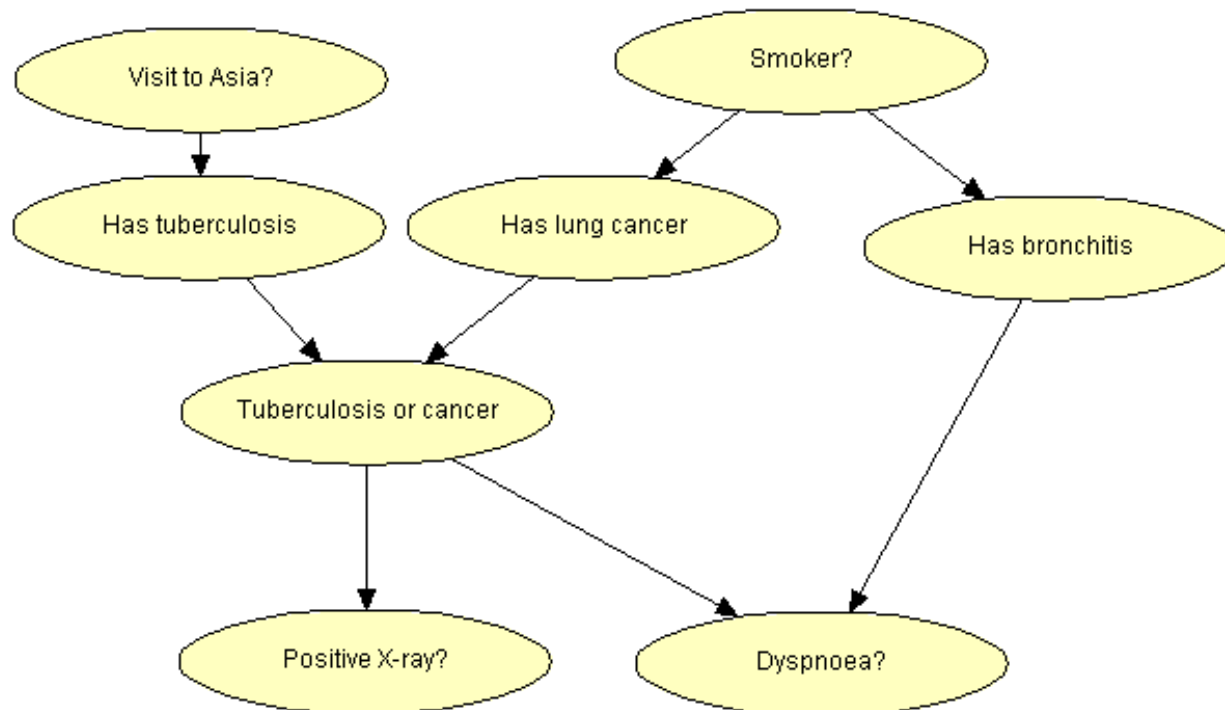 Visit to Asia?
Smoker?
Has tuberculosis
Has lung cancer
Has bronchitis
Tuberculosis or cancer
Positive X-ray?
Dyspnoea?